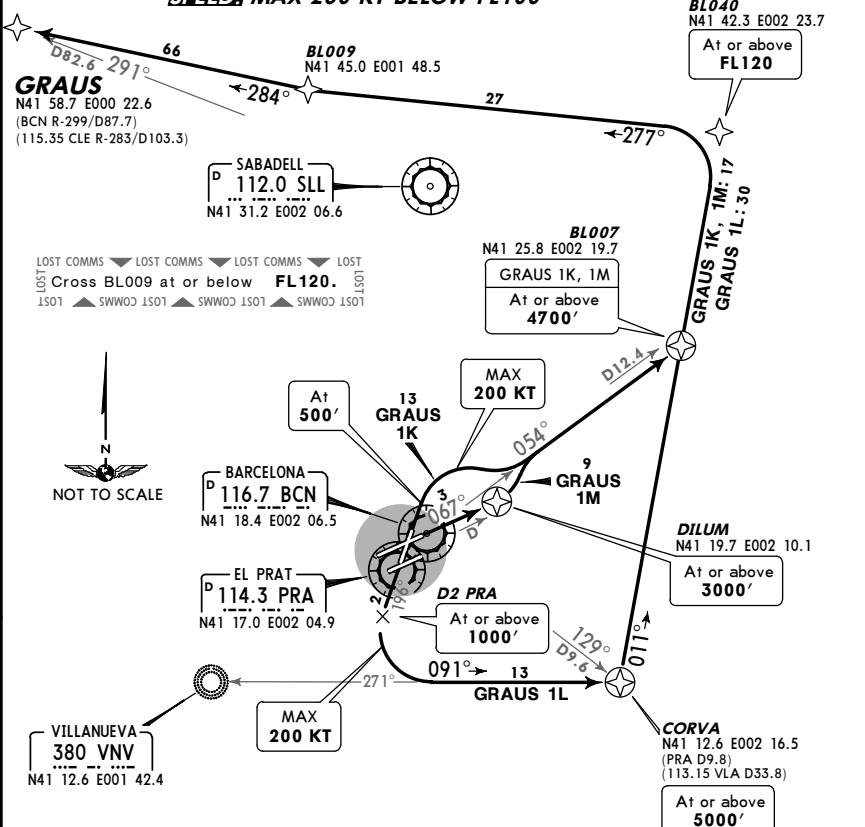 SPEED: MAX 200 KT BELOW FL100
BL040
N41 42.3 E002 23.7
At or above
FL120
66
D82.6
291°
BL009
N41 45.0 E001 48.5
GRAUS
N41 58.7 E000 22.6
(BCN R-299/D87.7)
(115.35 CLE R-283/D103.3)
284°
27
277°
SABADELL
D 112.0 SLL
N41 31.2 E002 06.6
GRAUS 1K, 1M: 17
GRAUS 1L: 30
BL007
N41 25.8 E002 19.7
GRAUS 1K, 1M
At or above
4700'
LOST COMMS LOST COMMS LOST COMMS LOST
LOST
Cross BL009 at or below FL120.
LOST
LOST COMMS LOST COMMS LOST COMMS LOST
D12.4
MAX
200 KT
At
500'
13
GRAUS
1K
054°
N
NOT TO SCALE
9
GRAUS
1M
BARCELONA
D 116.7 BCN
N41 18.4 E002 06.5
3
067°
D
DILUM
N41 19.7 E002 10.1
At or above
3000'
EL PRAT
D 114.3 PRA
N41 17.0 E002 04.9
2
196°
D2 PRA
At or above
1000'
129°
D9.6
011°
271°
091°
13
GRAUS 1L
MAX
200 KT
VILLANUEVA
380 VNV
N41 12.6 E001 42.4
CORVA
N41 12.6 E002 16.5
(PRA D9.8)
(113.15 VLA D33.8)
At or above
5000'